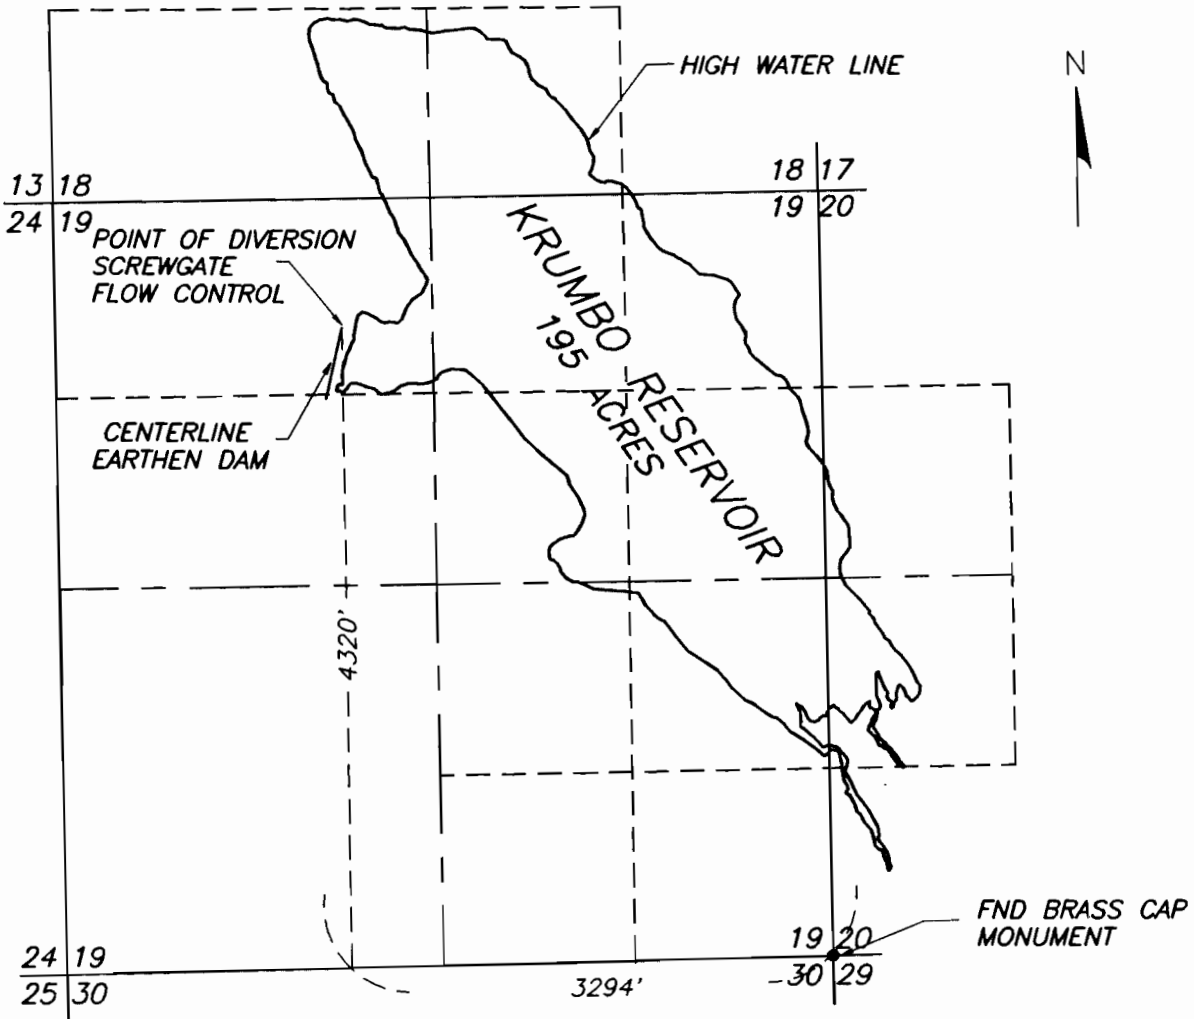 HIGH WATER LINE
N
13 18
18 17
24 19
19 20
POINT OF DIVERSION
SCREWGATE
FLOW CONTROL
KRUMBO RESERVOIR
195 ACRES
CENTERLINE
EARTHEN DAM
4320'
FND BRASS CAP
MONUMENT
24 19
19 20
25 30
3294'
30 29